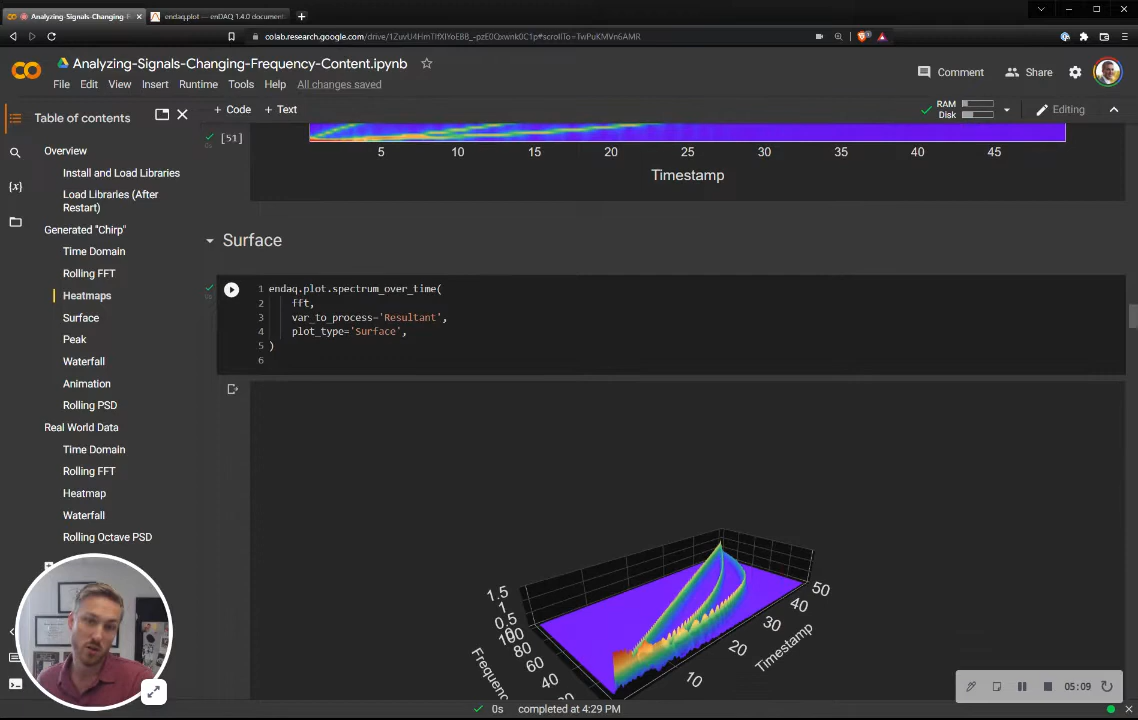 Analyzing-Signals-Changing-F
endaq.plot — enDAQ 1.4.0 document
colab.research.google.com/drive/
Analyzing-Signals-Changing-Frequency-Content.ipynb
File Edit View Insert Runtime Tools Help All changes saved
Comment Share
+ Code + Text
RAM
Disk
Editing
Table of contents
Overview
Install and Load Libraries
Load Libraries (After
Restart)
Generated "Chirp"
Time Domain
Rolling FFT
Heatmaps
Surface
Peak
Waterfall
Animation
Rolling PSD
Real World Data
Time Domain
Rolling FFT
Heatmap
Waterfall
Rolling Octave PSD
[51]
5 10 15 20 25 30 35 40 45
Timestamp
Surface
1 endaq.plot.spectrum_over_time(
2 fft,
3 var_to_process='Resultant',
4 plot_type='Surface',
5 )
6
1.5
1
0.5
0
100
80
60
40
Frequenc
10
20
30
40
50
Timestamp
05:09
0s completed at 4:29 PM